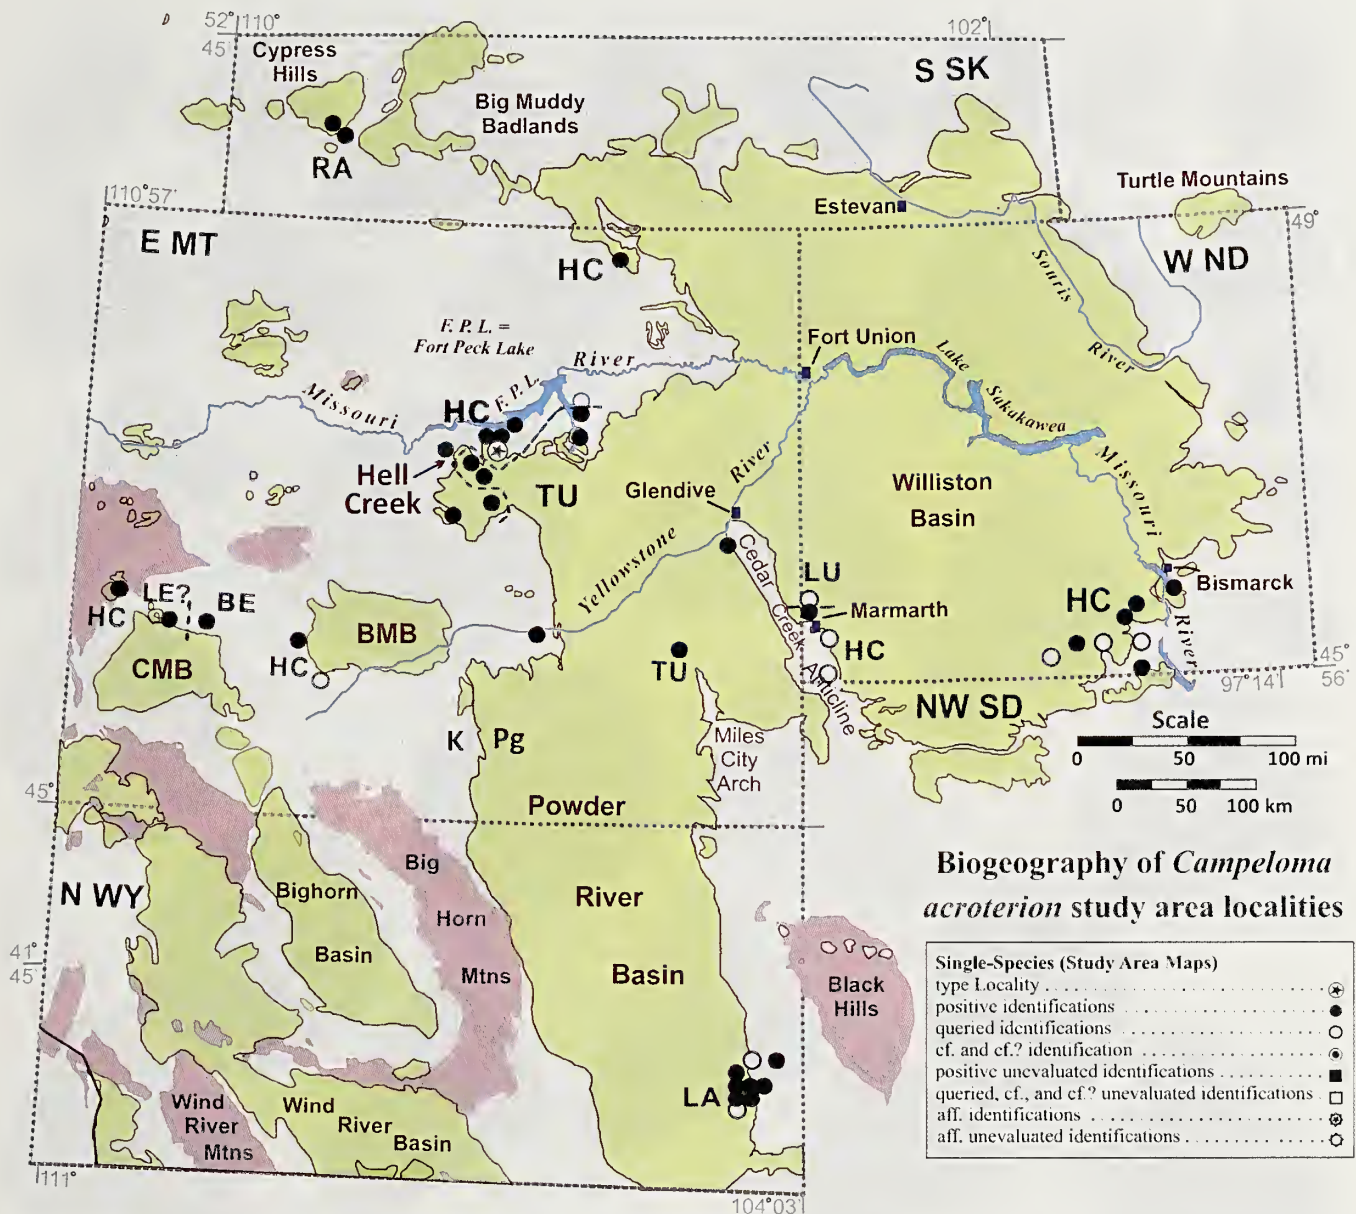 52° 110°
45'
102°
Cypress
Hills
Big Muddy
Badlands
S SK
RA
110°57'
Estevan
Turtle Mountains
49°
E MT
HC
W ND
Souris
River
F. P. L. =
Fort Peck Lake
River
Fort Union
Missouri
HC
F. P. L.
Lake
Sakakawea
Hell
Creek
TU
River
Glendive
Williston
Basin
Missouri
River
Yellowstone
Cedar
Creek
Anticline
LU
Marmarth
HC
HC
Bismarck
HC
LE?
BE
CMB
HC
BMB
TU
45°
56'
97°14'
NW SD
K
Pg
Miles
City
Arch
Scale
0 50 100 mi
0 50 100 km
45°
Powder
River
Basin
N WY
Bighorn
Basin
Big
Horn
Mtns
41°
45'
Black
Hills
LA
Wind
River
Mtns
Wind
River
Basin
111°
104°03'
Biogeography of Campeloma
acroterion study area localities
Single-Species (Study Area Maps)
type Locality
positive identifications
queried identifications
cf. and cf.? identification
positive unevaluated identifications
queried, cf., and cf.? unevaluated identifications
aff. identifications
aff. unevaluated identifications